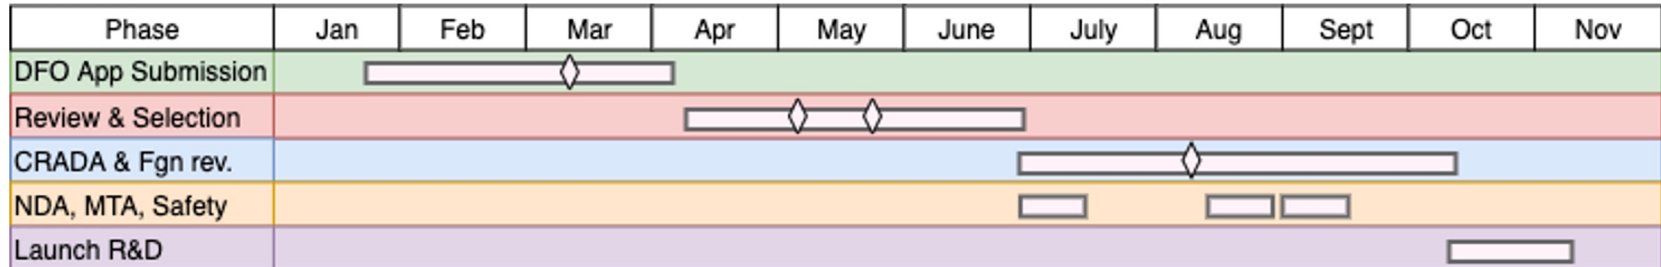 Phase Jan Feb Mar Apr May June July Aug Sept Oct Nov
DFO App Submission
Review & Selection
CRADA & Fgn rev.
NDA, MTA, Safety
Launch R&D